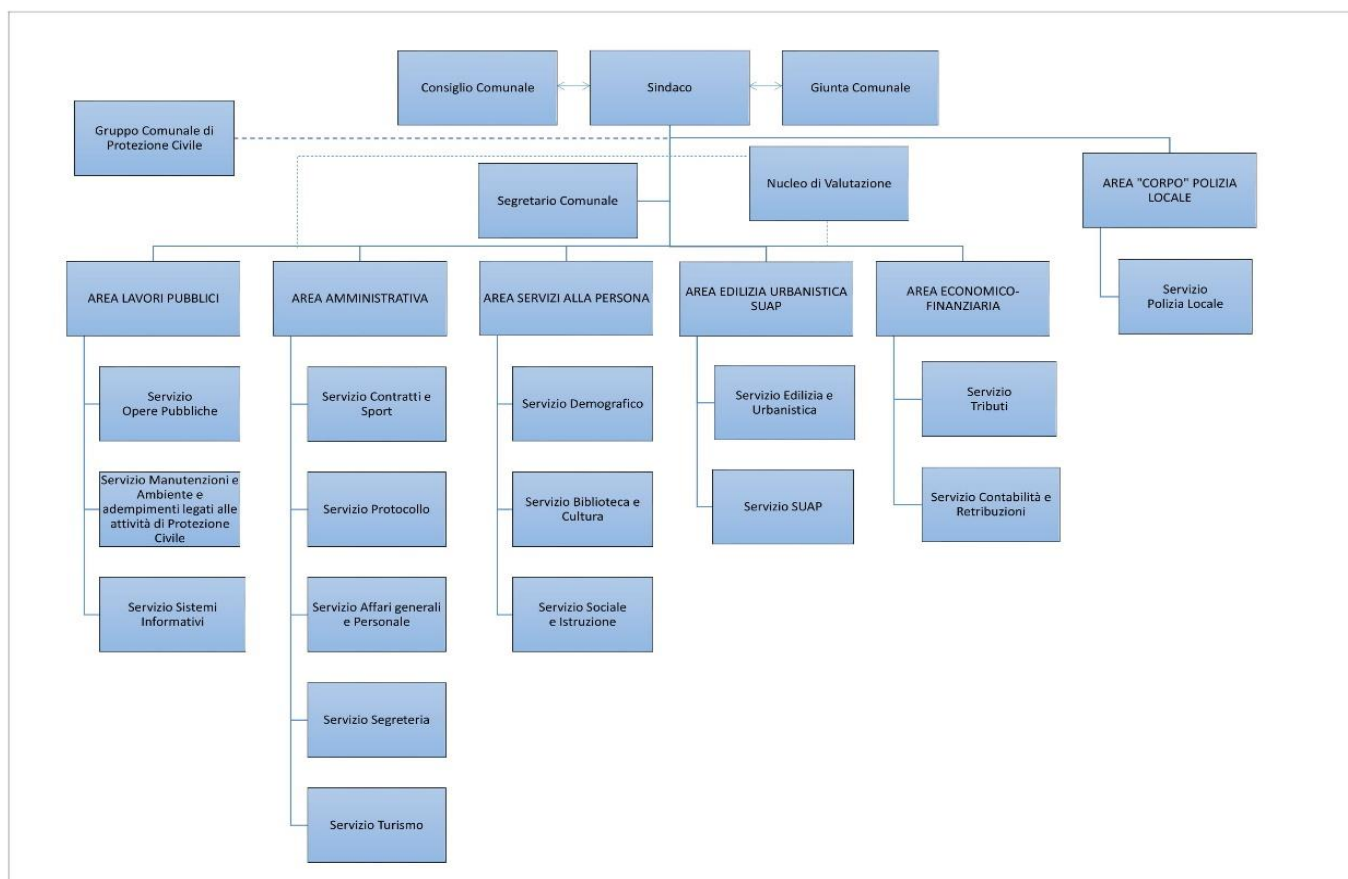 Consiglio Comunale
Sindaco
Giunta Comunale
Gruppo Comunale di
Protezione Civile
Segretario Comunale
Nucleo di Valutazione
AREA "CORPO" POLIZIA
LOCALE
Servizio
Polizia Locale
AREA LAVORI PUBBLICI
AREA AMMINISTRATIVA
AREA SERVIZI ALLA PERSONA
AREA EDILIZIA URBANISTICA
SUAP
AREA ECONOMICO-
FINANZIARIA
Servizio
Opere Pubbliche
Servizio Manutenzioni e
Ambiente e
adempimenti legati alle
attività di Protezione
Civile
Servizio Sistemi
Informativi
Servizio Contratti e
Sport
Servizio Protocollo
Servizio Affari generali
e Personale
Servizio Segreteria
Servizio Turismo
Servizio Demografico
Servizio Biblioteca e
Cultura
Servizio Sociale
e Istruzione
Servizio Edilizia e
Urbanistica
Servizio SUAP
Servizio
Tributi
Servizio Contabilità e
Retribuzioni